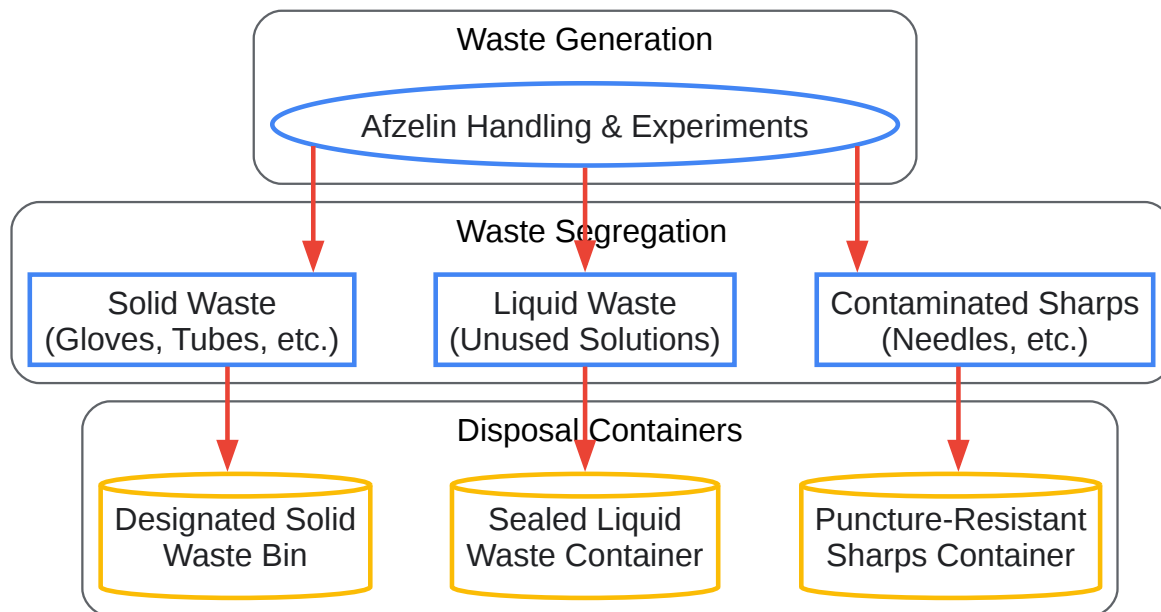 Waste Generation
Afzelin Handling & Experiments
Waste Segregation
Solid Waste
(Gloves, Tubes, etc.)
Liquid Waste
(Unused Solutions)
Contaminated Sharps
(Needles, etc.)
Disposal Containers
Designated Solid
Waste Bin
Sealed Liquid
Waste Container
Puncture-Resistant
Sharps Container